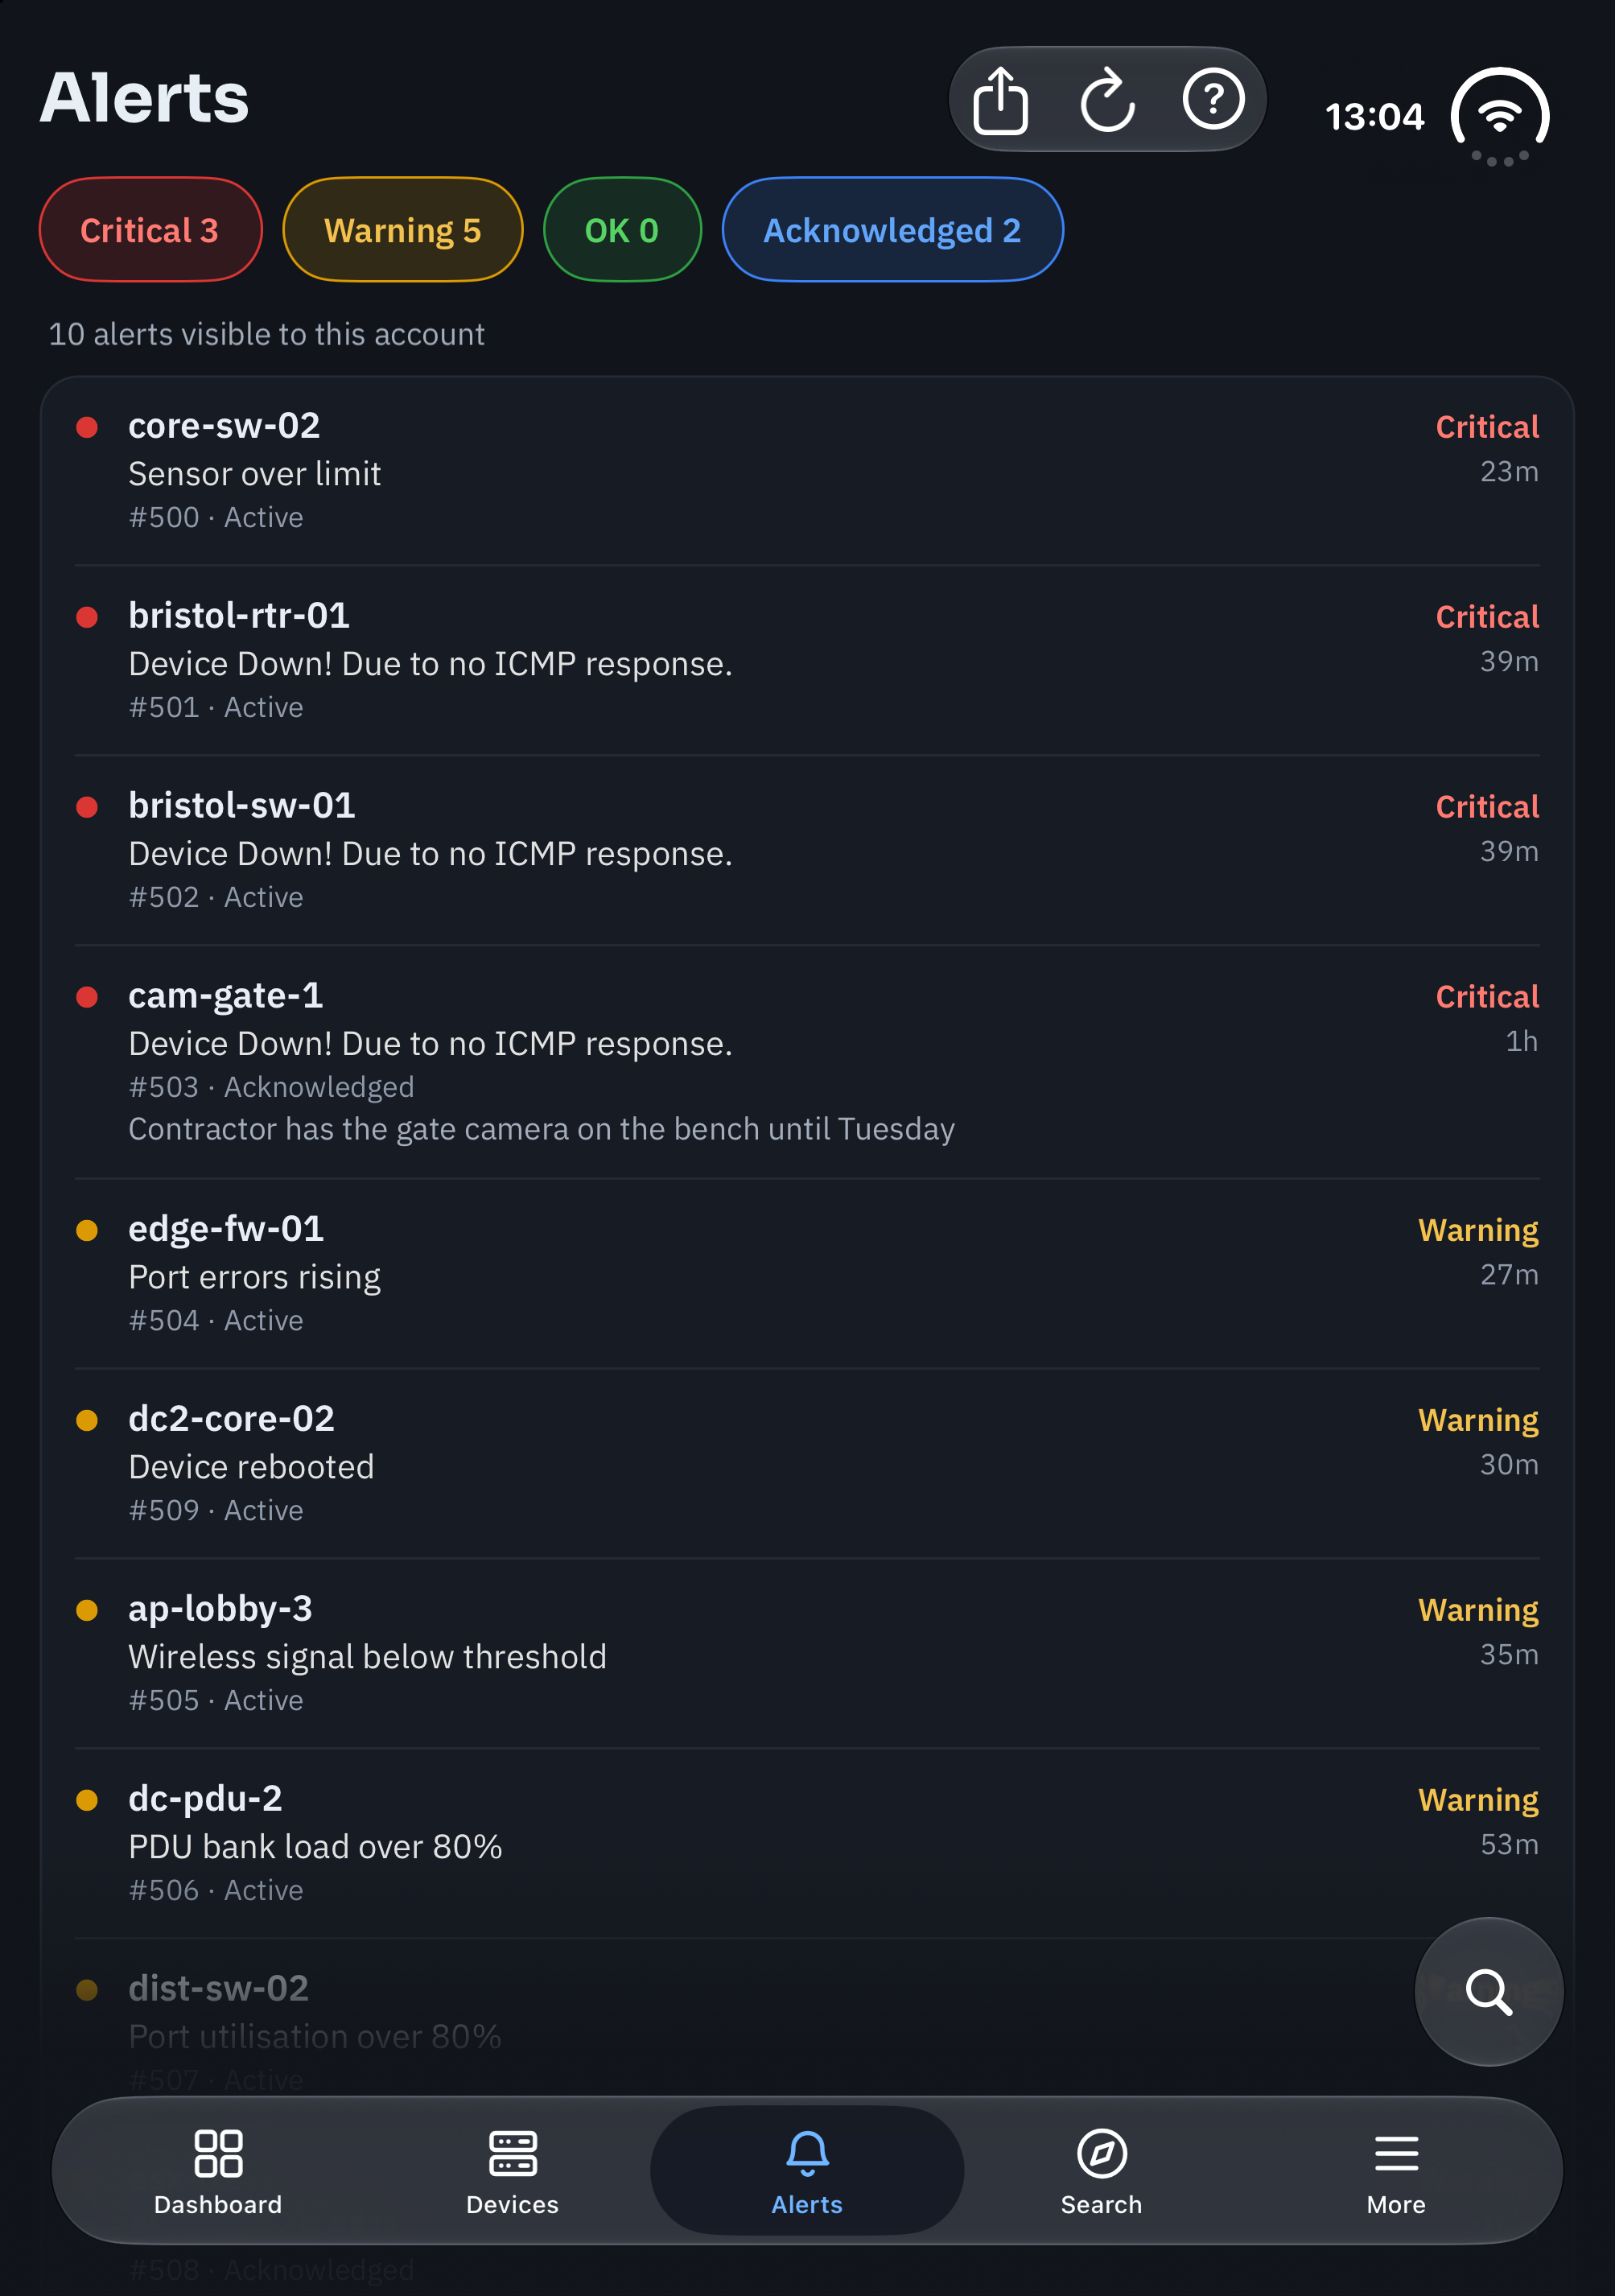 Alerts
13:04
Critical 3
Warning 5
OK 0
Acknowledged 2
10 alerts visible to this account
core-sw-02
Critical
Sensor over limit
23m
#500 · Active
bristol-rtr-01
Critical
Device Down! Due to no ICMP response.
39m
#501 · Active
bristol-sw-01
Critical
Device Down! Due to no ICMP response.
39m
#502 · Active
cam-gate-1
Critical
Device Down! Due to no ICMP response.
1h
#503 · Acknowledged
Contractor has the gate camera on the bench until Tuesday
edge-fw-01
Warning
Port errors rising
27m
#504 · Active
dc2-core-02
Warning
Device rebooted
30m
#509 · Active
ap-lobby-3
Warning
Wireless signal below threshold
35m
#505 · Active
dc-pdu-2
Warning
PDU bank load over 80%
53m
#506 · Active
dist-sw-02
Port utilisation over 80%
#507 · Active
Dashboard
Devices
Alerts
Search
More
#508 · Acknowledged